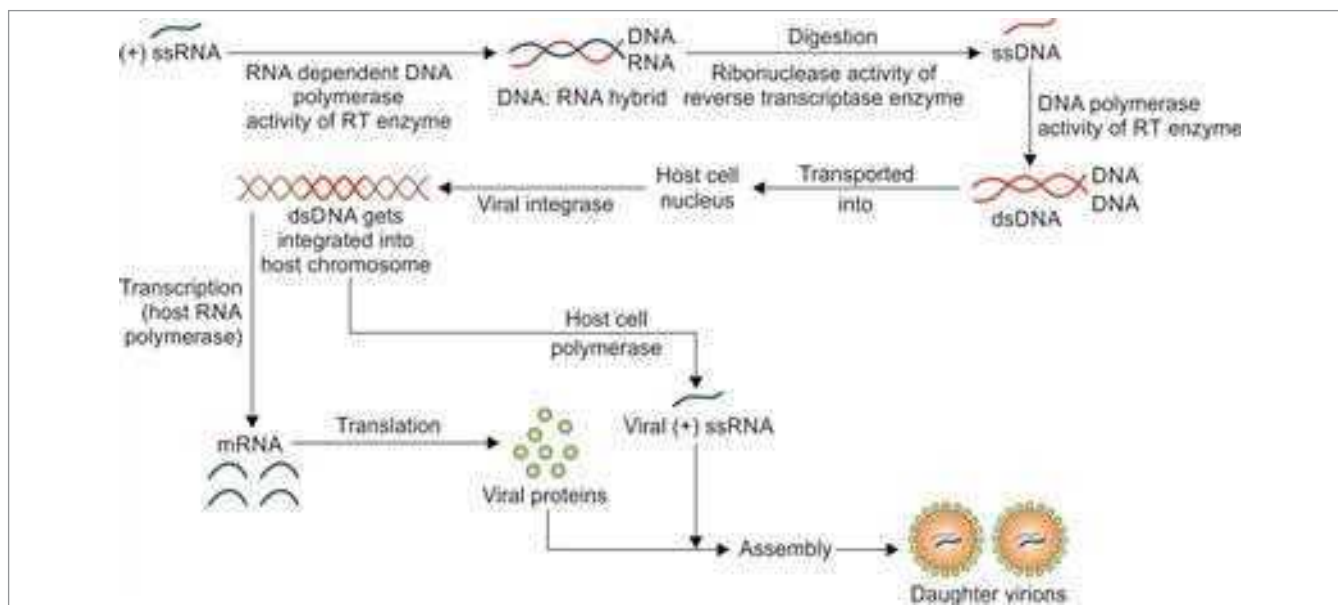 (+) ssRNA
RNA dependent DNA
polymerase
activity of RT enzyme
DNA
RNA
DNA: RNA hybrid
Digestion
Ribonuclease activity of
reverse transcriptase enzyme
ssDNA
DNA polymerase
activity of RT enzyme
DNA
DNA
dsDNA
Transported
into
Host cell
nucleus
Viral integrase
dsDNA gets
integrated into
host chromosome
Transcription
(host RNA
polymerase)
Host cell
polymerase
Viral (+) ssRNA
mRNA
Translation
Viral proteins
Assembly
Daughter virions